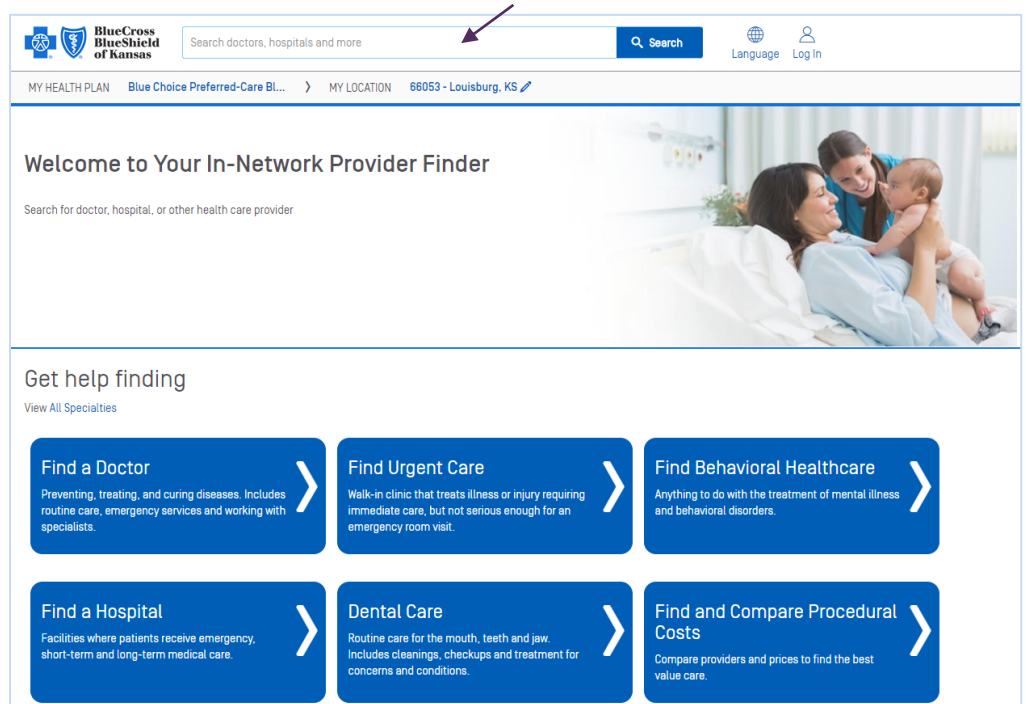 BlueCross
BlueShield
of Kansas
Search doctors, hospitals and more
Search
Language
Log In
MY HEALTH PLAN Blue Choice Preferred-Care Bl... MY LOCATION 66053 - Louisburg, KS
Welcome to Your In-Network Provider Finder
Search for doctor, hospital, or other health care provider
Get help finding
View All Specialties
Find a Doctor
Preventing, treating, and curing diseases. Includes
routine care, emergency services and working with
specialists.
Find Urgent Care
Walk-in clinic that treats illness or injury requiring
immediate care, but not serious enough for an
emergency room visit.
Find Behavioral Healthcare
Anything to do with the treatment of mental illness
and behavioral disorders.
Find a Hospital
Facilities where patients receive emergency,
short-term and long-term medical care.
Dental Care
Routine care for the mouth, teeth and jaw.
Includes cleanings, checkups and treatment for
concerns and conditions.
Find and Compare Procedural
Costs
Compare providers and prices to find the best
value care.